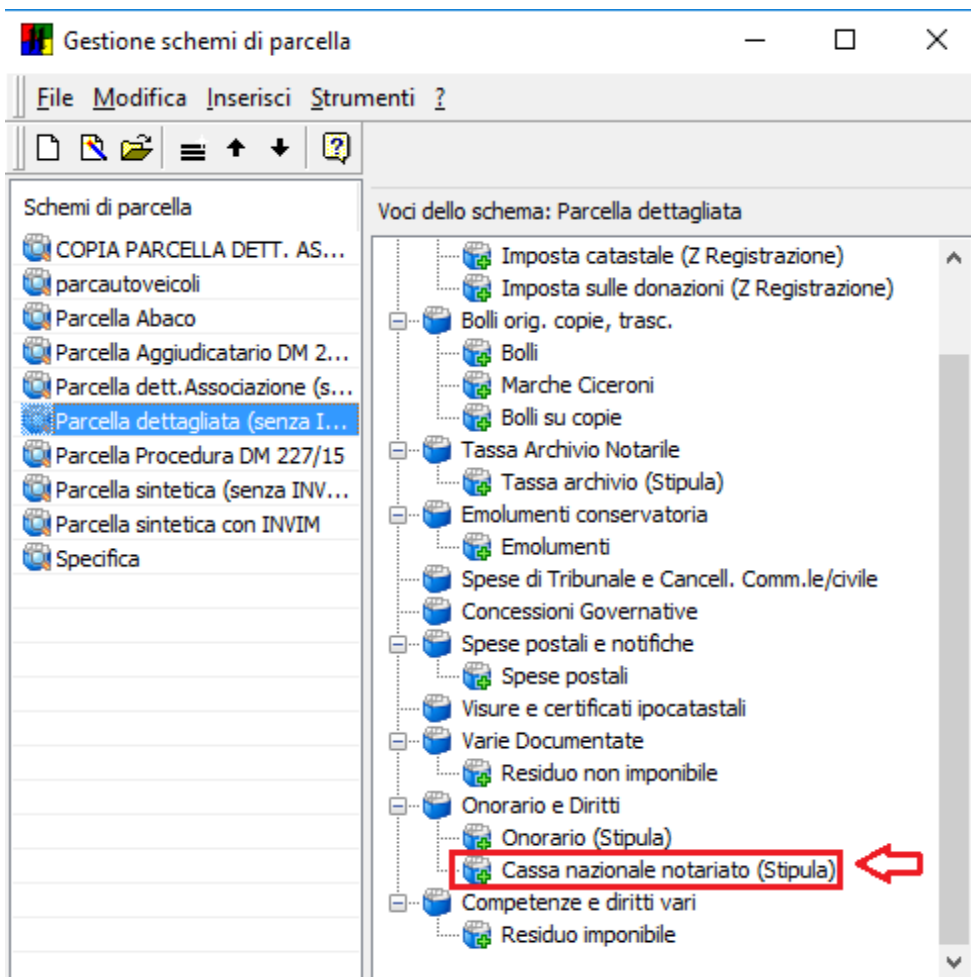 Gestione schemi di parcella
File Modifica Inserisci Strumenti ?
Schemi di parcella
COPIA PARCELLA DETT. AS...
parcautoveicoli
Parcella Abaco
Parcella Aggiudicatario DM 2...
Parcella dett.Associazione (s...
Parcella dettagliata (senza I...
Parcella Procedura DM 227/15
Parcella sintetica (senza INV...
Parcella sintetica con INVIM
Specifica
Voci dello schema: Parcella dettagliata
Imposta catastale (Z Registrazione)
Imposta sulle donazioni (Z Registrazione)
Bolli orig. copie, trasc.
Bolli
Marche Ciceroni
Bolli su copie
Tassa Archivio Notarile
Tassa archivio (Stipula)
Emolumenti conservatoria
Emolumenti
Spese di Tribunale e Cancell. Comm.le/civile
Concessioni Governative
Spese postali e notifiche
Spese postali
Visure e certificati ipocatastali
Varie Documentate
Residuo non imponibile
Onorario e Diritti
Onorario (Stipula)
Cassa nazionale notariato (Stipula)
Competenze e diritti vari
Residuo imponibile